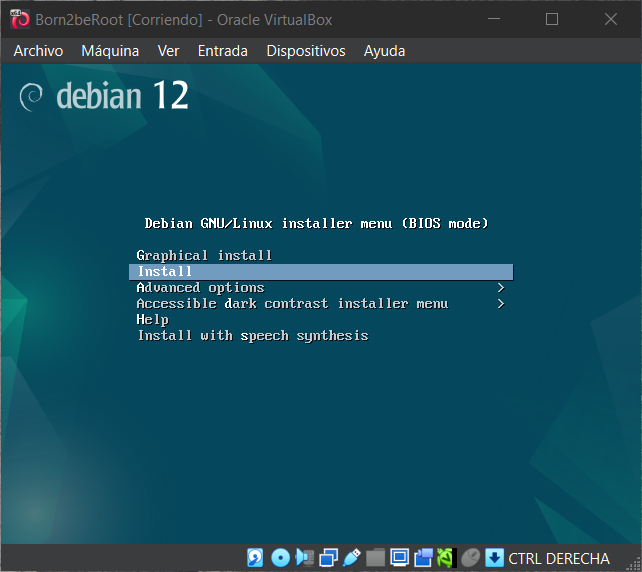 Born2beRoot [Corriendo] - Oracle VirtualBox
Archivo Máquina Ver Entrada Dispositivos Ayuda
debian 12
Debian GNU/Linux installer menu (BIOS mode)
Graphical install
Install
Advanced options >
Accessible dark contrast installer menu >
Help
Install with speech synthesis
CTRL DERECHA